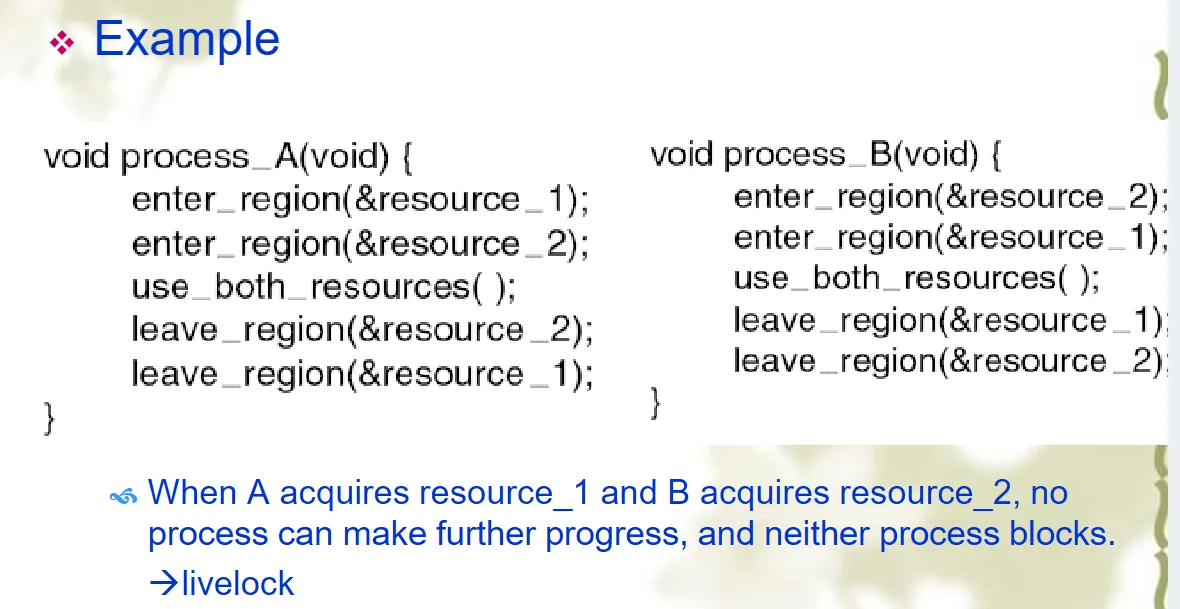 Example
void process_A(void) {
enter_region(&resource_1);
enter_region(&resource_2);
use_both_resources( );
leave_region(&resource_2);
leave_region(&resource_1);
}
void process_B(void) {
enter_region(&resource_2);
enter_region(&resource_1);
use_both_resources( );
leave_region(&resource_1);
leave_region(&resource_2);
}
When A acquires resource_1 and B acquires resource_2, no
process can make further progress, and neither process blocks.
→livelock